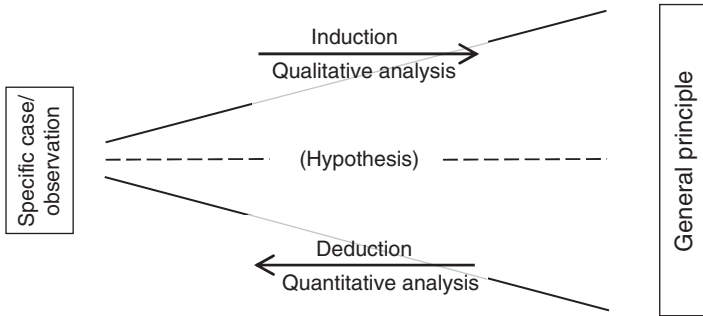 Specific case/
observation
Induction
Qualitative analysis
(Hypothesis)
Deduction
Quantitative analysis
General principle